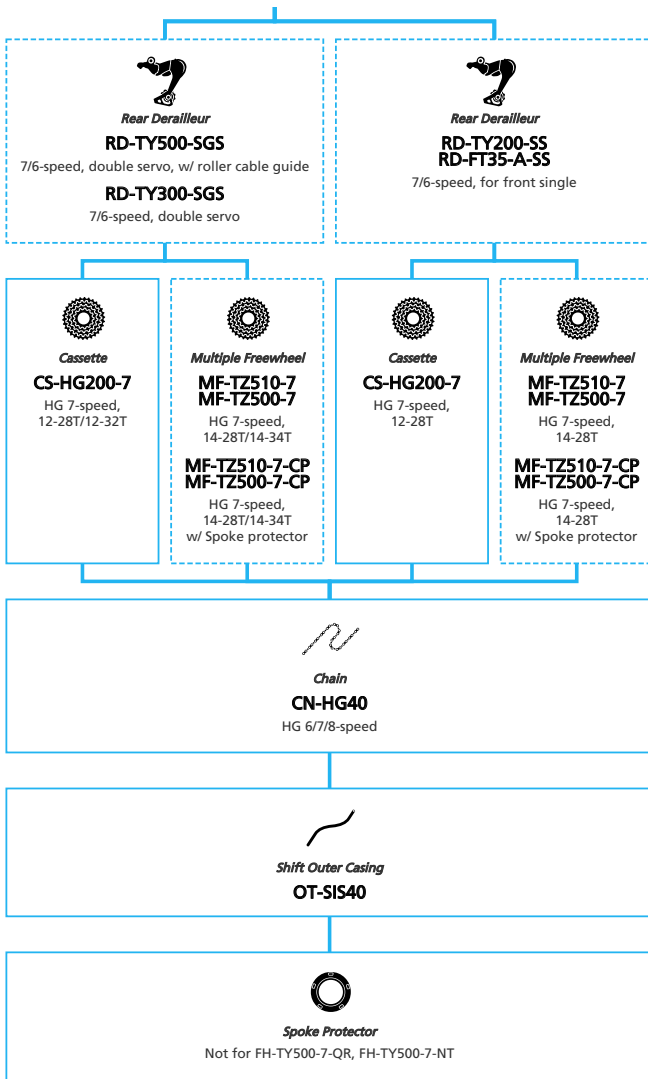 Rear Derailleur
RD-TY500-SGS
7/6-speed, double servo, w/ roller cable guide
RD-TY300-SGS
7/6-speed, double servo
Rear Derailleur
RD-TY200-SS
RD-FT35-A-SS
7/6-speed, for front single
Cassette
CS-HG200-7
HG 7-speed,
12-28T/12-32T
Multiple Freewheel
MF-TZ510-7
MF-TZ500-7
HG 7-speed,
14-28T/14-34T
MF-TZ510-7-CP
MF-TZ500-7-CP
HG 7-speed,
14-28T/14-34T
w/ Spoke protector
Cassette
CS-HG200-7
HG 7-speed,
12-28T
Multiple Freewheel
MF-TZ510-7
MF-TZ500-7
HG 7-speed,
14-28T
MF-TZ510-7-CP
MF-TZ500-7-CP
HG 7-speed,
14-28T
w/ Spoke protector
Chain
CN-HG40
HG 6/7/8-speed
Shift Outer Casing
OT-SIS40
Spoke Protector
Not for FH-TY500-7-QR, FH-TY500-7-NT